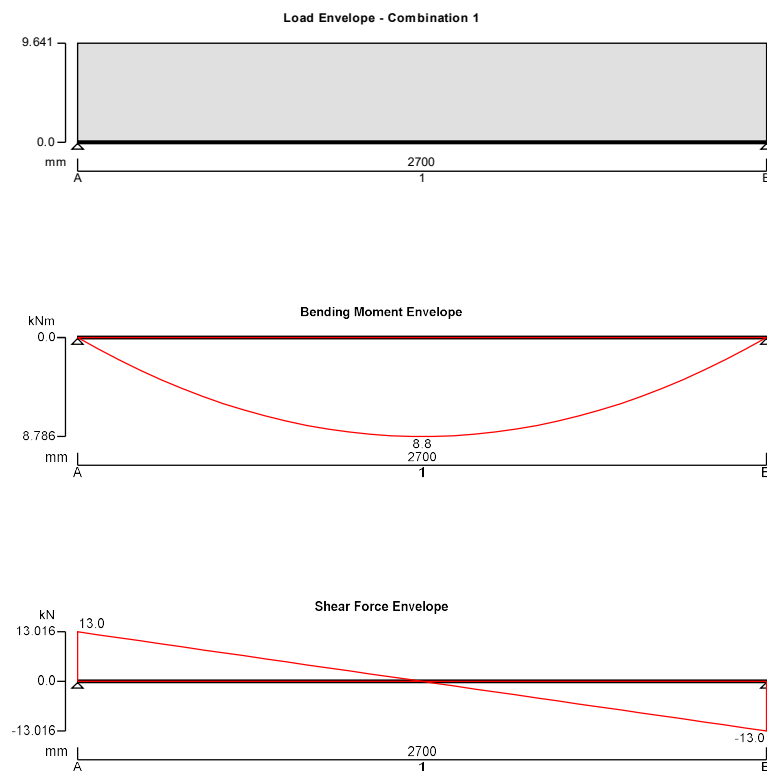 Load Envelope - Combination 1
9.641
0.0
mm 2700
A 1
Bending Moment Envelope
kNm
0.0
8.786
8.8
mm 2700
A 1
Shear Force Envelope
kN
13.0
13.016
0.0
-13.016
-13.0
mm 2700
A 1